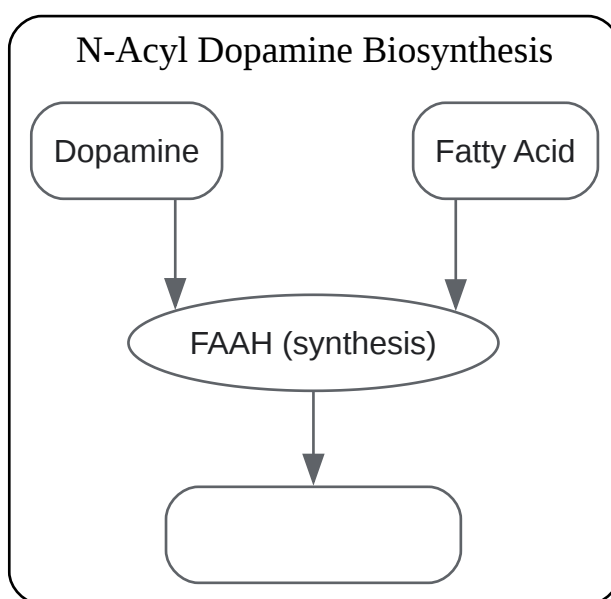 N-Acyl Dopamine Biosynthesis
Dopamine
Fatty Acid
FAAH (synthesis)